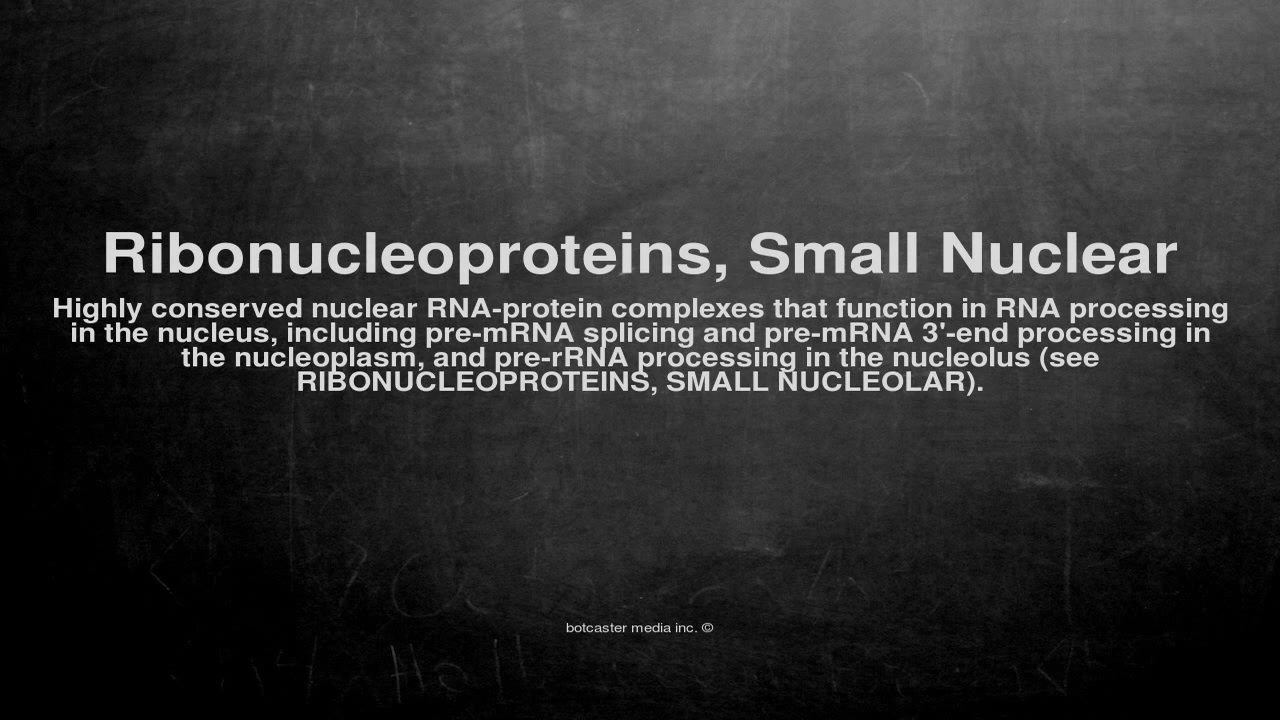 Ribonucleoproteins, Small Nuclear
Highly conserved nuclear RNA-protein complexes that function in RNA processing
in the nucleus, including pre-mRNA splicing and pre-mRNA 3'-end processing in
the nucleoplasm, and pre-rRNA processing in the nucleolus (see
RIBONUCLEOPROTEINS, SMALL NUCLEOLAR).
botcaster media inc. ©